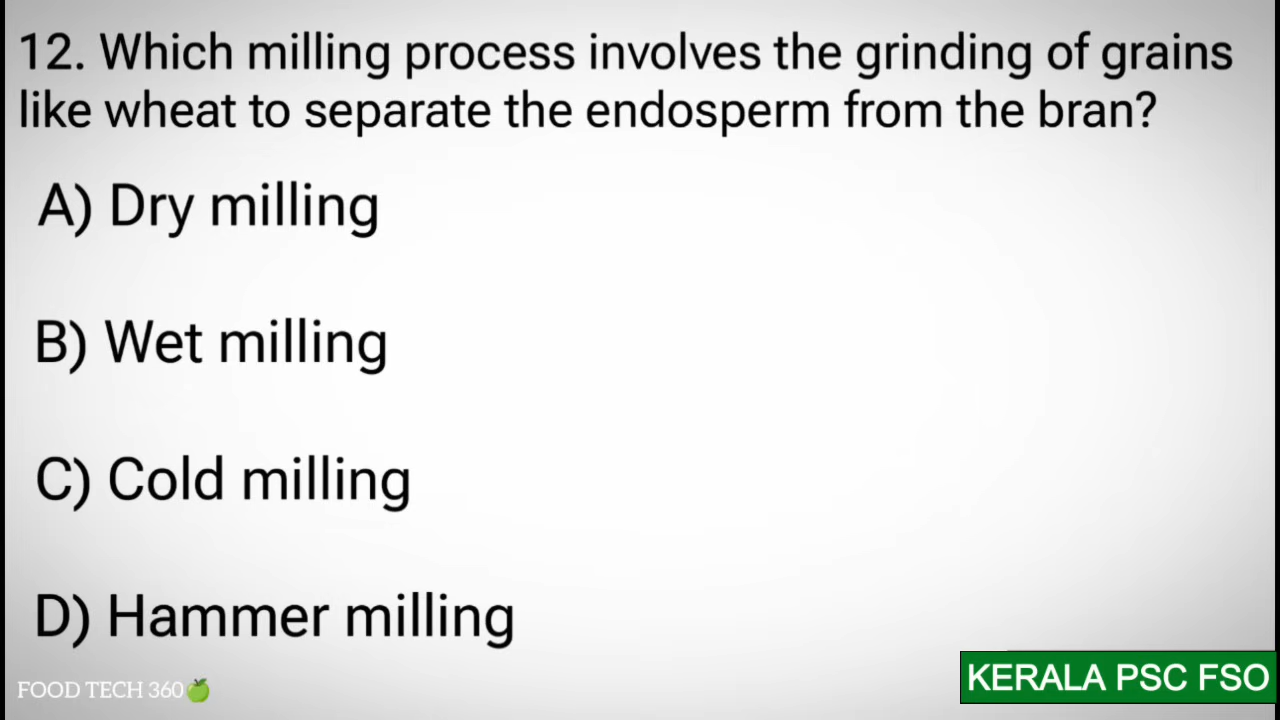 12. Which milling process involves the grinding of grains
like wheat to separate the endosperm from the bran?
A) Dry milling
B) Wet milling
C) Cold milling
D) Hammer milling
FOOD TECH 360🍏
KERALA PSC FSO